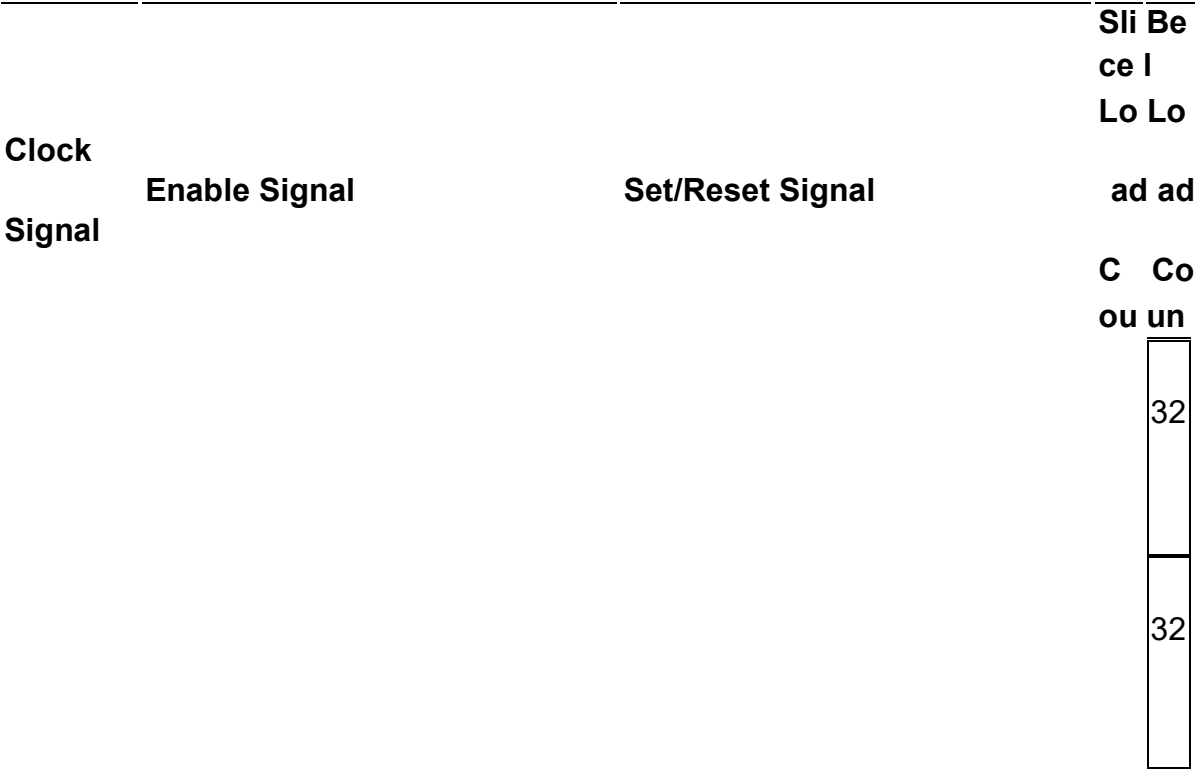 Sli Be
ce l
Lo Lo
Clock
Enable Signal Set/Reset Signal ad ad
Signal
C Co
ou un
32
32